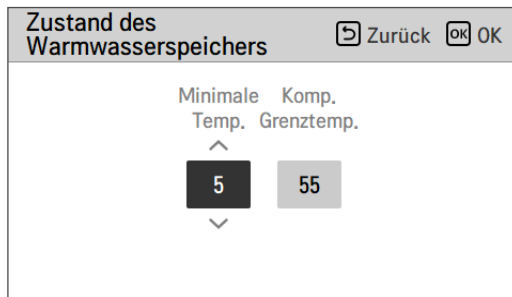 Zustand des
Warmwasserspeichers
Zurück OK OK
Minimale Komp.
Temp. Grenztemp.
5 55